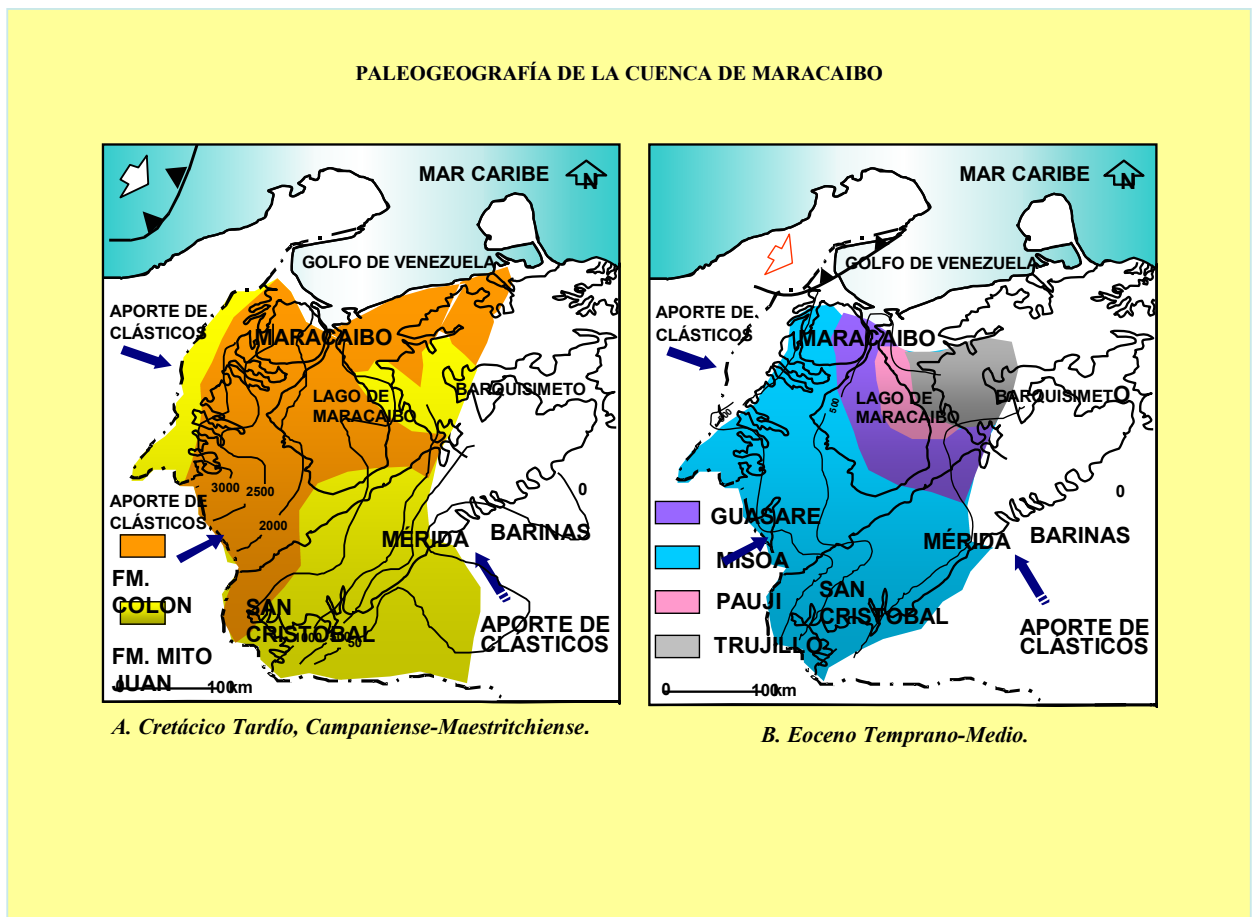 PALEOGEOGRAFÍA DE LA CUENCA DE MARACAIBO
MAR CARIBE
N
GOLFO DE VENEZUELA
APORTE DE
CLÁSTICOS
MARACAIBO
LAGO DE
MARACAIBO
BARQUISIMETO
3000
2500
2000
0
APORTE DE
CLÁSTICOS
MÉRIDA
BARINAS
FM.
COLON
SAN
CRISTOBAL
50
APORTE DE
CLÁSTICOS
FM. MITO
JUAN
0
100km
A. Cretácico Tardío, Campaniense-Maestritchiense.
MAR CARIBE
N
GOLFO DE VENEZUELA
APORTE DE
CLÁSTICOS
MARACAIBO
LAGO DE
MARACAIBO
BARQUISIMETO
500
0
GUASARE
MISOA
PAUJI
TRUJILLO
MÉRIDA
BARINAS
SAN
CRISTOBAL
APORTE DE
CLÁSTICOS
0
100km
B. Eoceno Temprano-Medio.